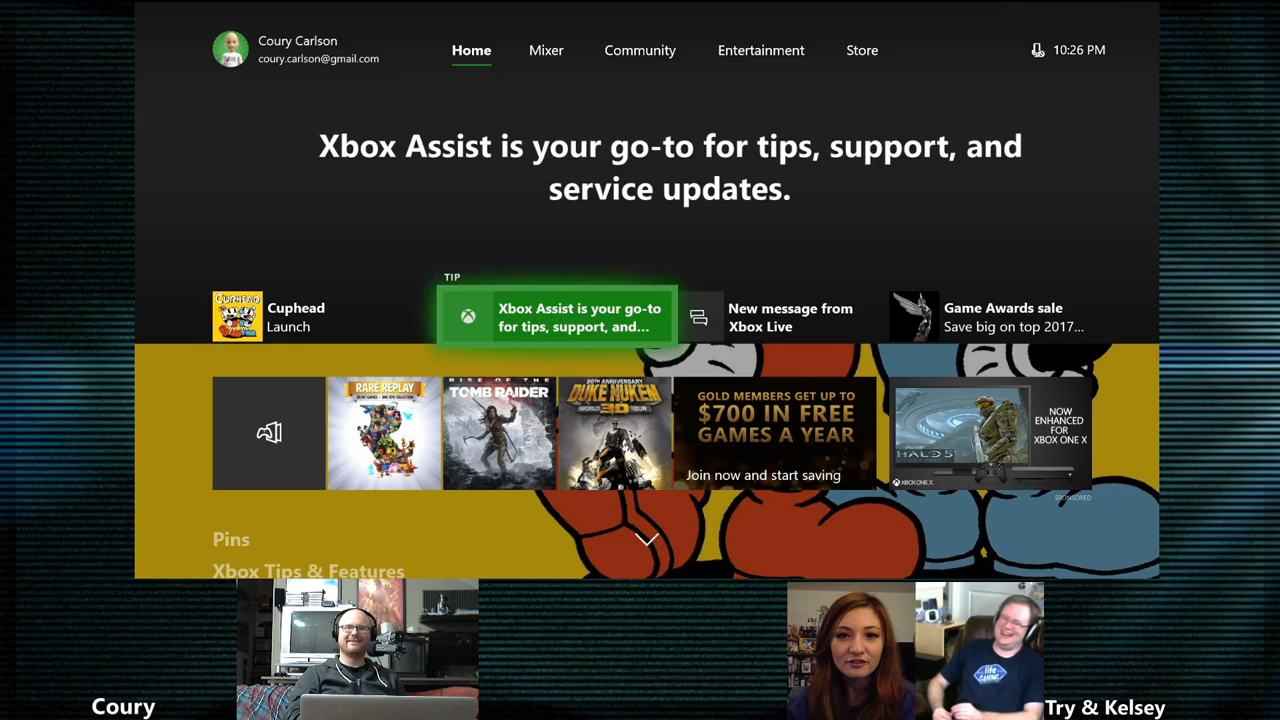 Coury Carlson
coury.carlson@gmail.com
Home
Mixer
Community
Entertainment
Store
10:26 PM
Xbox Assist is your go-to for tips, support, and
service updates.
TIP
Cuphead
Launch
Xbox Assist is your go-to
for tips, support, and...
New message from
Xbox Live
Game Awards sale
Save big on top 2017...
CUPHEAD
RARE REPLAY
RISE OF THE
TOMB RAIDER
20TH ANNIVERSARY
DUKE NUKEM
3D
WORLD TOUR
GOLD MEMBERS GET UP TO
$700 IN FREE
GAMES A YEAR
Join now and start saving
HALO 5
NOW
ENHANCED
FOR
XBOX ONE X
XBOX ONE X
SPONSORED
Pins
Xbox Tips & Features
life
GAMING
Coury
Try & Kelsey